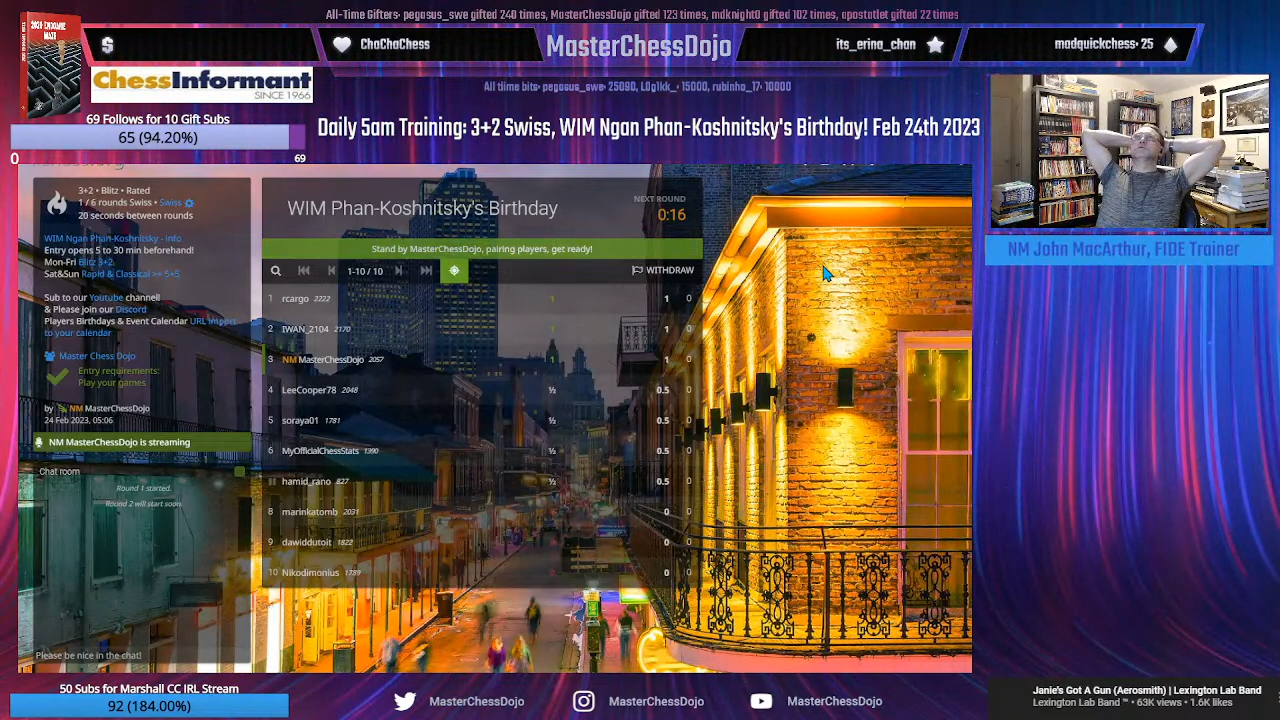 All-Time Gifters: pegasus_swe gifted 240 times, MasterChessDojo gifted 123 times, mdknight0 gifted 102 times, apostatlet gifted 22 times
$
ChaChaChess
MasterChessDojo
its_erina_chan
madquickchess: 25
ChessInformant
SINCE 1966
All time bits: pegasus_swe: 25090, L0g1kk_: 15000, rubinho_17: 10000
69 Follows for 10 Gift Subs
65 (94.20%)
0
69
Daily 5am Training: 3+2 Swiss, WIM Ngan Phan-Koshnitsky's Birthday! Feb 24th 2023
NM John MacArthur, FIDE Trainer
3+2 • Blitz • Rated
1 / 6 rounds Swiss • Swiss
20 seconds between rounds
WIM Ngan Phan-Koshnitsky - info
Entry opens 5 to 30 min beforehand!
Mon-Fri Blitz 3+2
Sat&Sun Rapid & Classical >= 5+5
Sub to our Youtube channel
& Please join our Discord
Players Birthdays & Event Calendar URL import
to your calendar
Master Chess Dojo
Entry requirements:
Play your games
by NM MasterChessDojo
24 Feb 2023, 05:06
NM MasterChessDojo is streaming
Chat room
Round 1 started.
Round 2 will start soon.
Please be nice in the chat!
WIM Phan-Koshnitsky's Birthday
NEXT ROUND
0:16
Stand by MasterChessDojo, pairing players, get ready!
1-10 / 10
WITHDRAW
1 rcargo 2222 1 1 0
2 IWAN_2104 2170 1 1 0
3 NM MasterChessDojo 2057 1 1 0
4 LeeCooper78 2048 ½ 0.5 0
5 soraya01 1781 ½ 0.5 0
6 MyOfficialChessStats 1390 ½ 0.5 0
hamid_rano 827 ½ 0.5 0
8 marinkatomb 2091 0 0 0
9 dawiddutoit 1822 0 0
10 Nikodimonius 1789 0 0
50 Subs for Marshall CC IRL Stream
92 (184.00%)
MasterChessDojo
MasterChessDojo
MasterChessDojo
Janie's Got A Gun (Aerosmith) | Lexington Lab Band
Lexington Lab Band ™ • 63K views • 1.6K likes